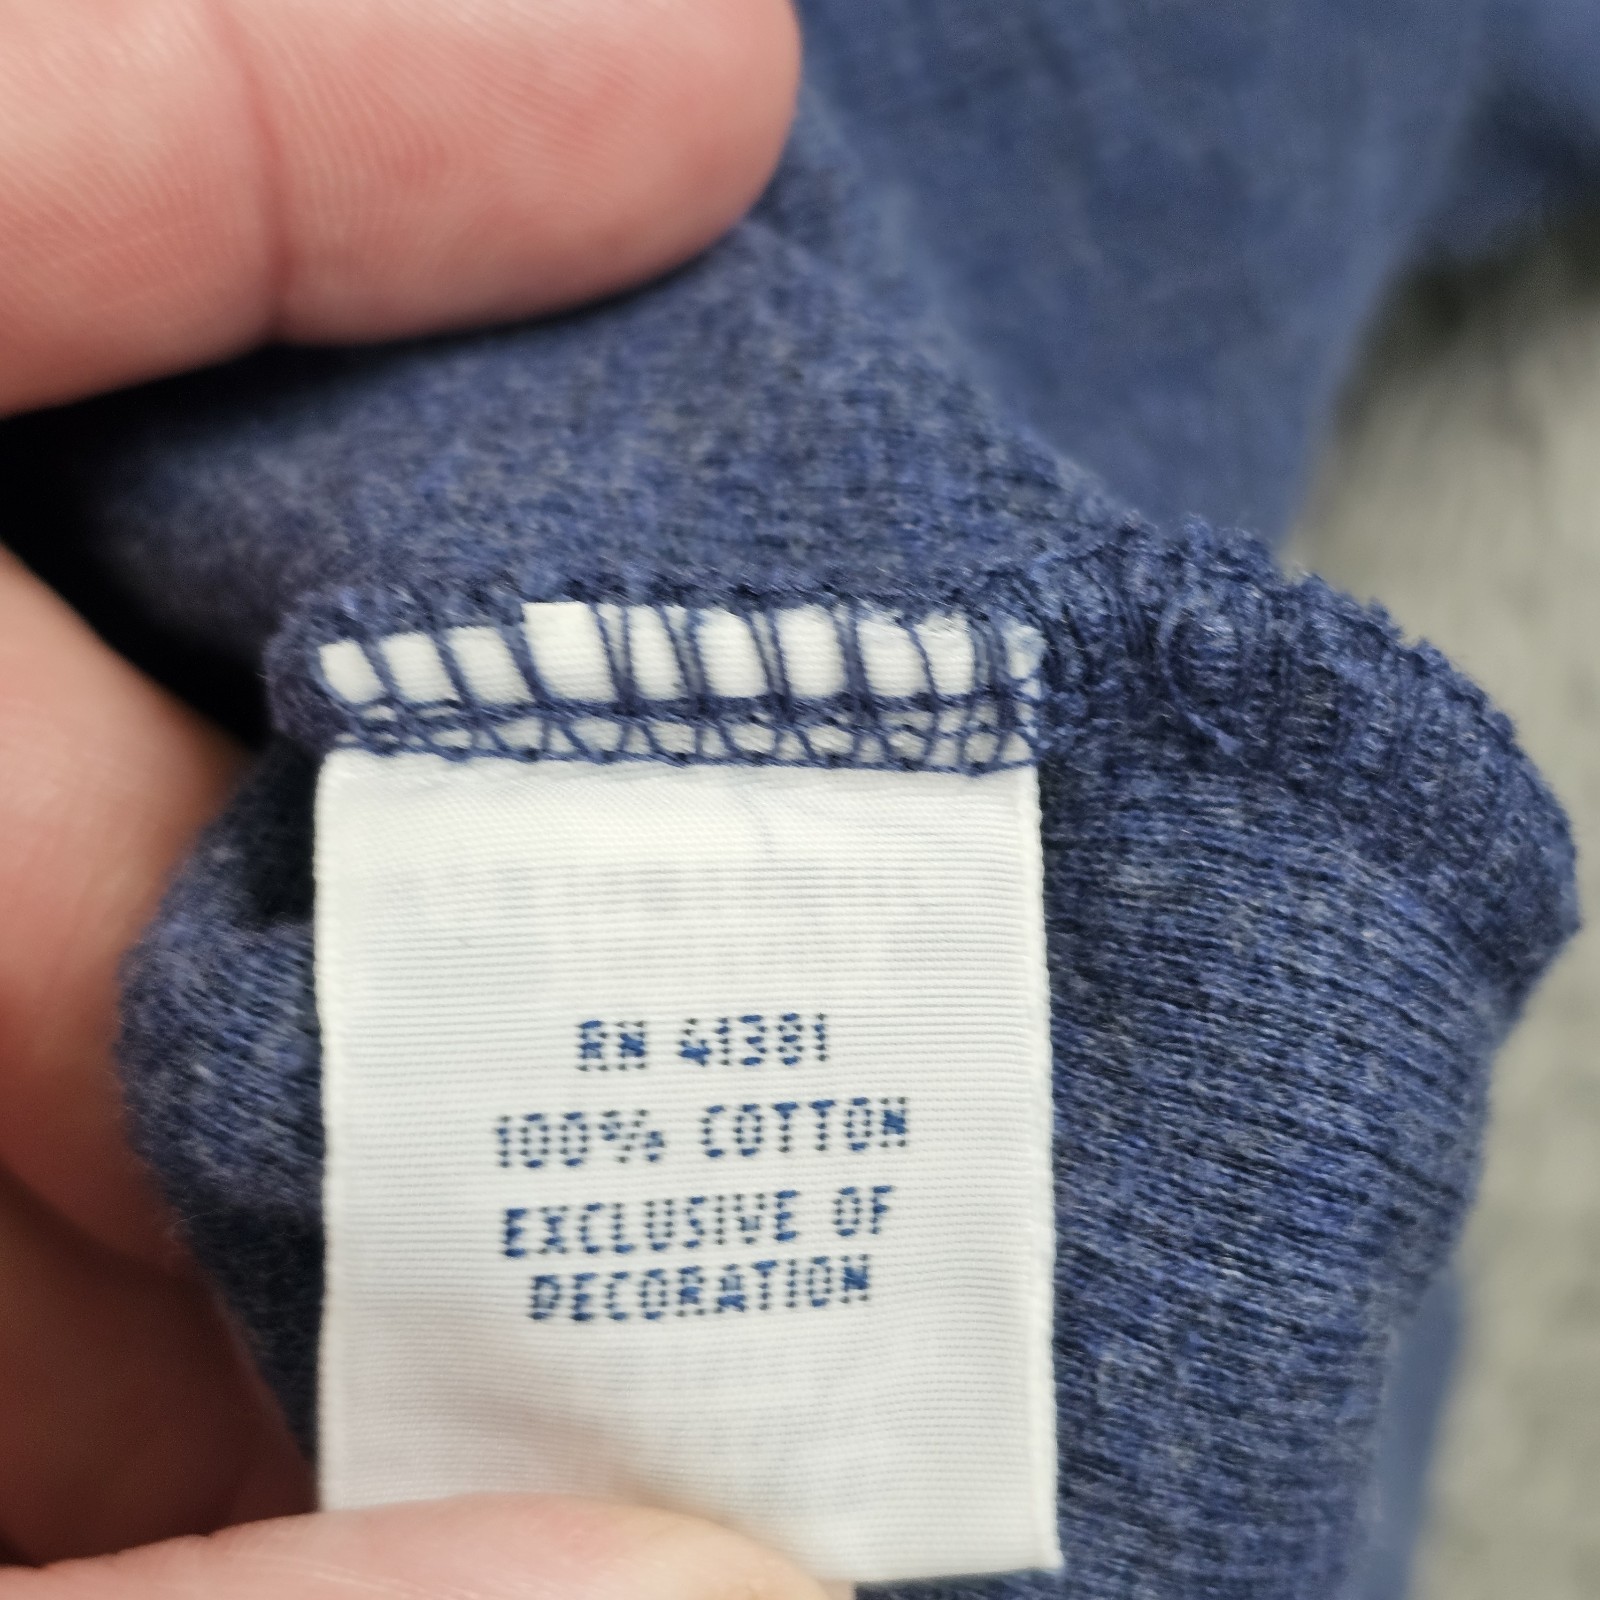 RN 41381
100% COTTON
EXCLUSIVE OF
DECORATION